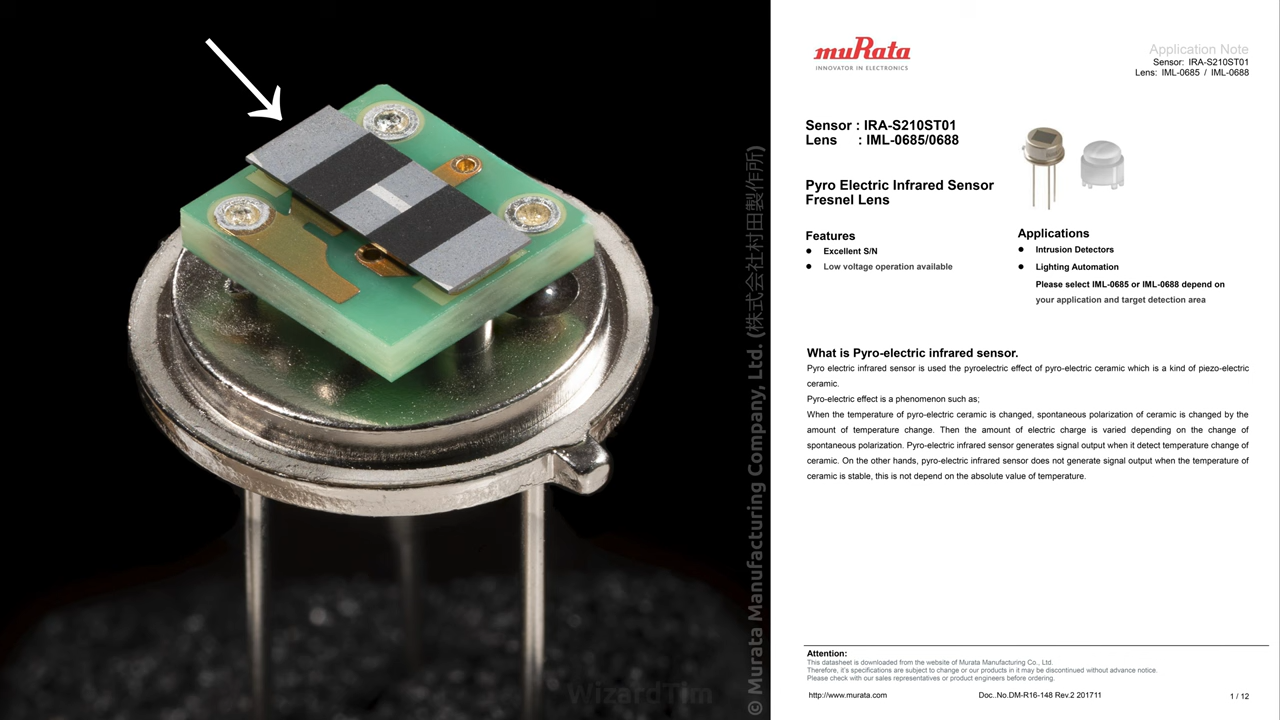 © Murata Manufacturing Company, Ltd. (株式会社村田製作所)
WizardTim
muRata
INNOVATOR IN ELECTRONICS
Application Note
Sensor: IRA-S210ST01
Lens: IML-0685 / IML-0688
Sensor : IRA-S210ST01
Lens : IML-0685/0688
Pyro Electric Infrared Sensor
Fresnel Lens
Features
● Excellent S/N
● Low voltage operation available
Applications
● Intrusion Detectors
● Lighting Automation
Please select IML-0685 or IML-0688 depend on
your application and target detection area
What is Pyro-electric infrared sensor.
Pyro electric infrared sensor is used the pyroelectric effect of pyro-electric ceramic which is a kind of piezo-electric
ceramic.
Pyro-electric effect is a phenomenon such as;
When the temperature of pyro-electric ceramic is changed, spontaneous polarization of ceramic is changed by the
amount of temperature change. Then the amount of electric charge is varied depending on the change of
spontaneous polarization. Pyro-electric infrared sensor generates signal output when it detect temperature change of
ceramic. On the other hands, pyro-electric infrared sensor does not generate signal output when the temperature of
ceramic is stable, this is not depend on the absolute value of temperature.
Attention:
This datasheet is downloaded from the website of Murata Manufacturing Co., Ltd.
Therefore, it's specifications are subject to change or our products in it may be discontinued without advance notice.
Please check with our sales representatives or product engineers before ordering.
http://www.murata.com
Doc..No.DM-R16-148 Rev.2 201711
1 / 12